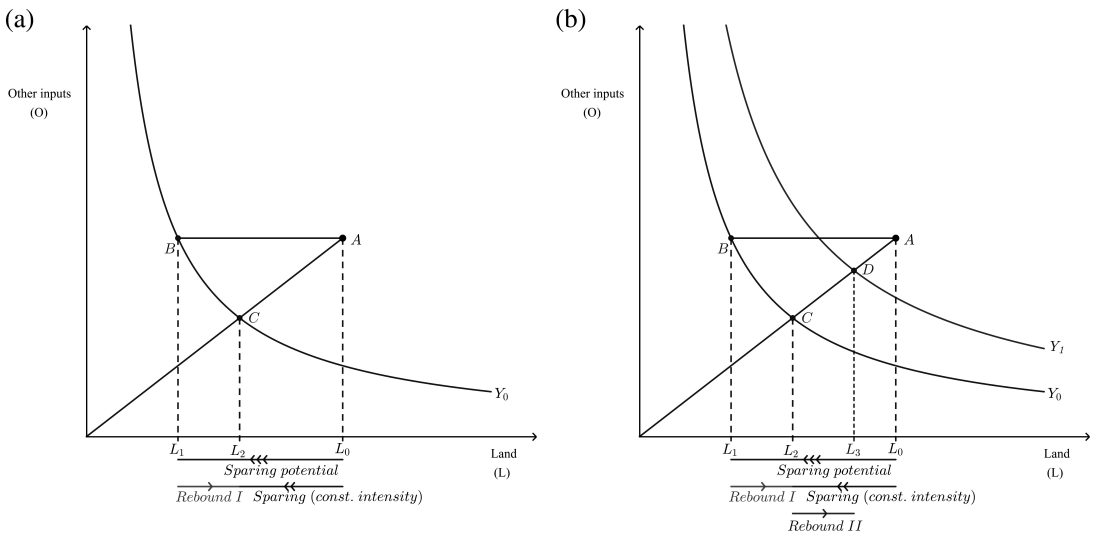 (a)
Other inputs
(O)
A
B
C
Y₀
L₁
L₂
L₀
Land
(L)
Sparing potential
Rebound I
Sparing (const. intensity)
(b)
Other inputs
(O)
A
B
D
C
Y₁
Y₀
L₁
L₂
L₃
L₀
Land
(L)
Sparing potential
Rebound I
Sparing (const. intensity)
Rebound II